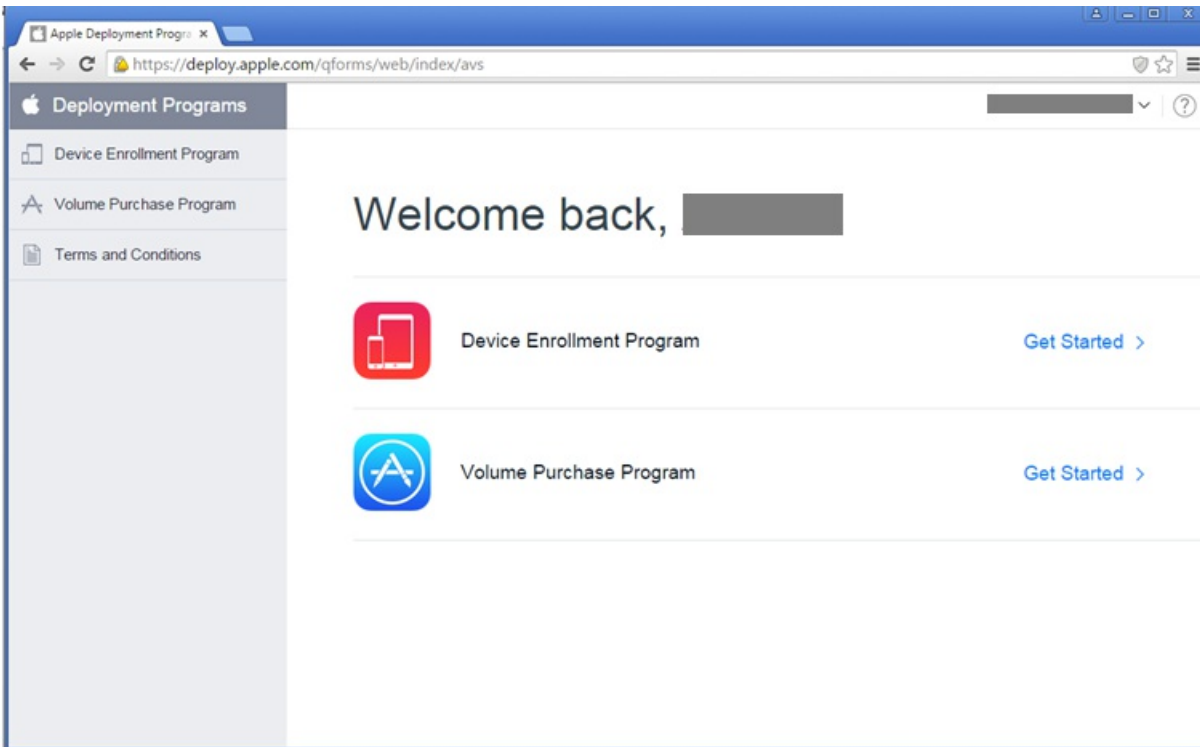 Apple Deployment Progra
https://deploy.apple.com/qforms/web/index/avs
Deployment Programs
Device Enrollment Program
Volume Purchase Program
Terms and Conditions
Welcome back,
Device Enrollment Program Get Started
Volume Purchase Program Get Started